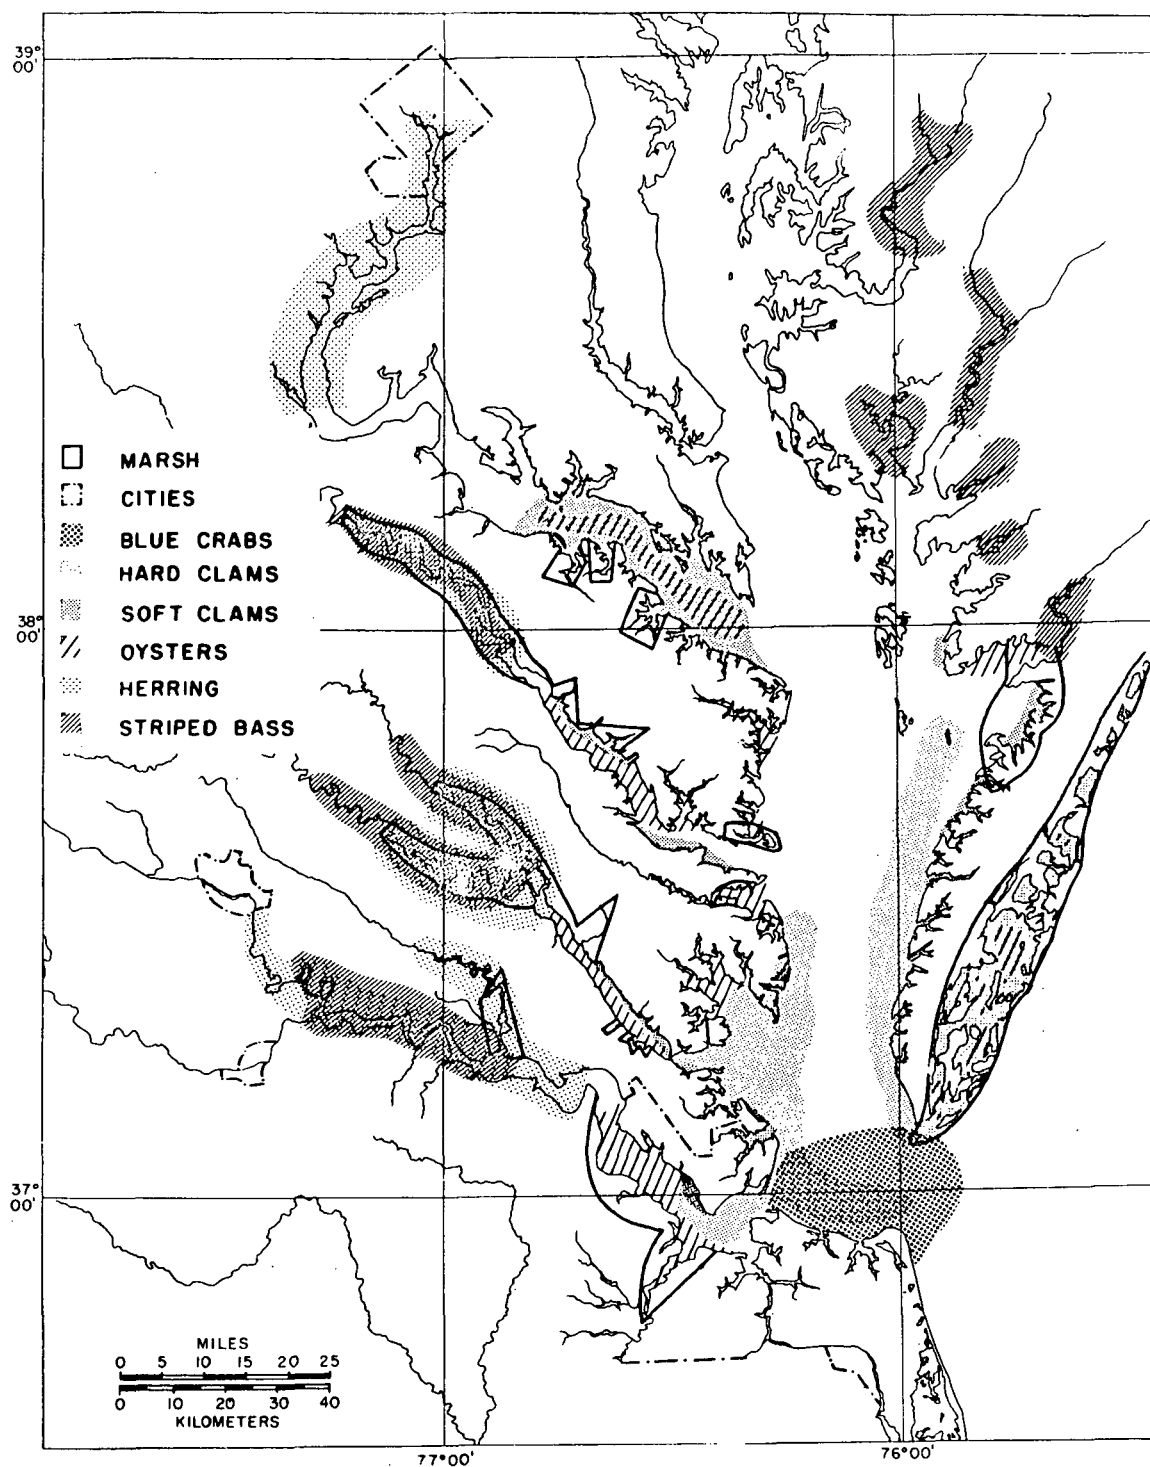 39°
00'
MARSH
CITIES
BLUE CRABS
HARD CLAMS
SOFT CLAMS
OYSTERS
HERRING
STRIPED BASS
38°
00'
37°
00'
MILES
0 5 10 15 20 25
0 10 20 30 40
KILOMETERS
77°00'
76°00'